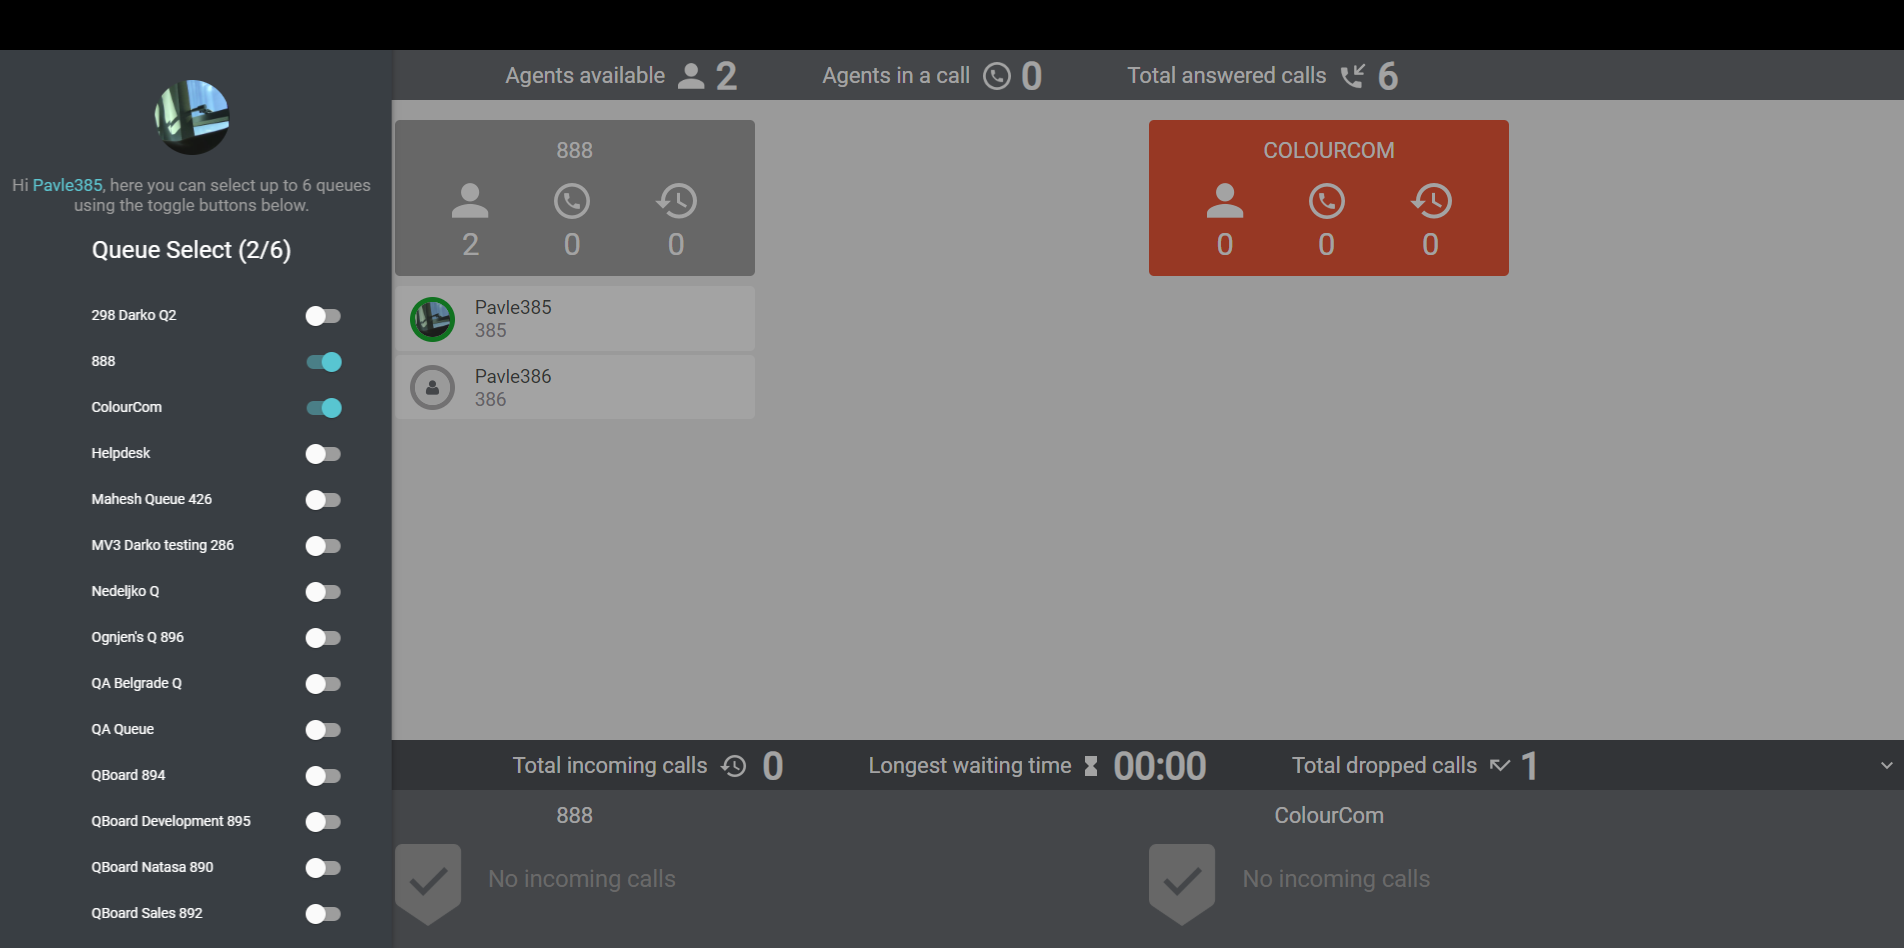 Hi Pavle385, here you can select up to 6 queues
using the toggle buttons below.
Queue Select (2/6)
298 Darko Q2
888
ColourCom
Helpdesk
Mahesh Queue 426
MV3 Darko testing 286
Nedeljko Q
Ognjen's Q 896
QA Belgrade Q
QA Queue
QBoard 894
QBoard Development 895
QBoard Natasa 890
QBoard Sales 892
Agents available 2
Agents in a call 0
Total answered calls 6
888
2 0 0
Pavle385
385
Pavle386
386
COLOURCOM
0 0 0
Total incoming calls 0
Longest waiting time 00:00
Total dropped calls 1
888
No incoming calls
ColourCom
No incoming calls